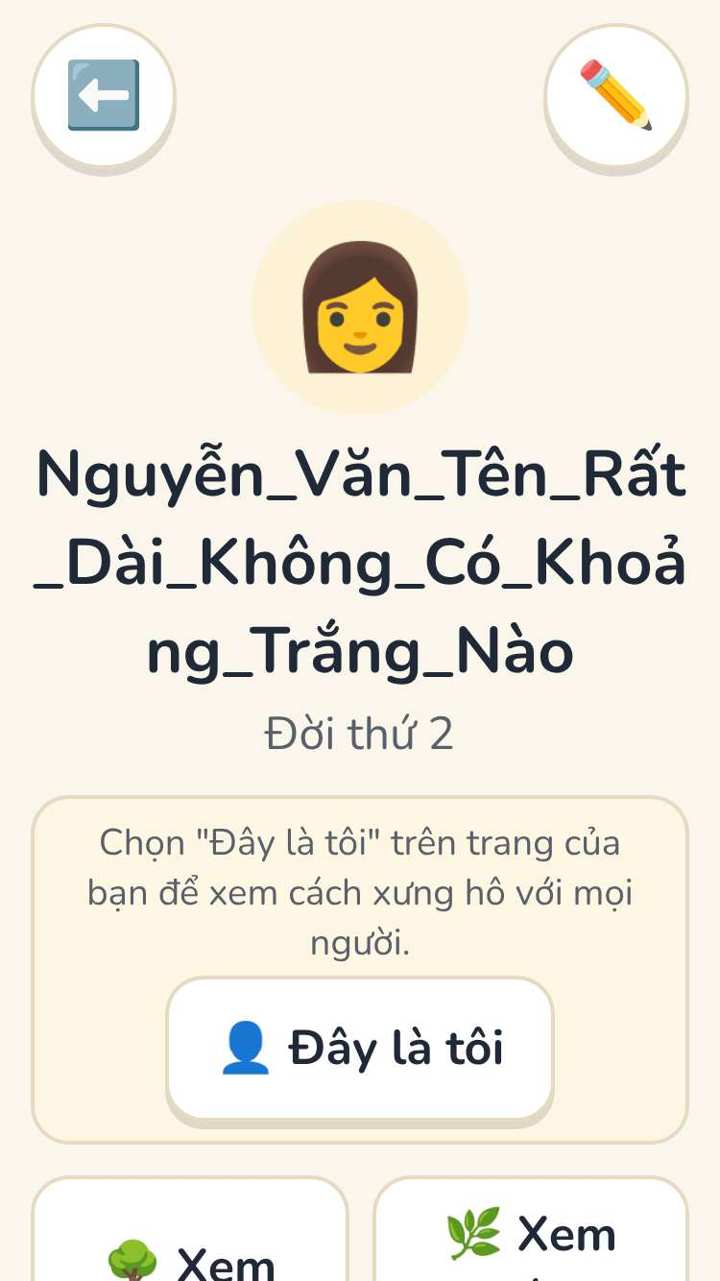 Nguyễn_Văn_Tên_Rất
_Dài_Không_Có_Khoả
ng_Trắng_Nào
Đời thứ 2
Chọn "Đây là tôi" trên trang của
bạn để xem cách xưng hô với mọi
người.
Đây là tôi
Xem
Xem